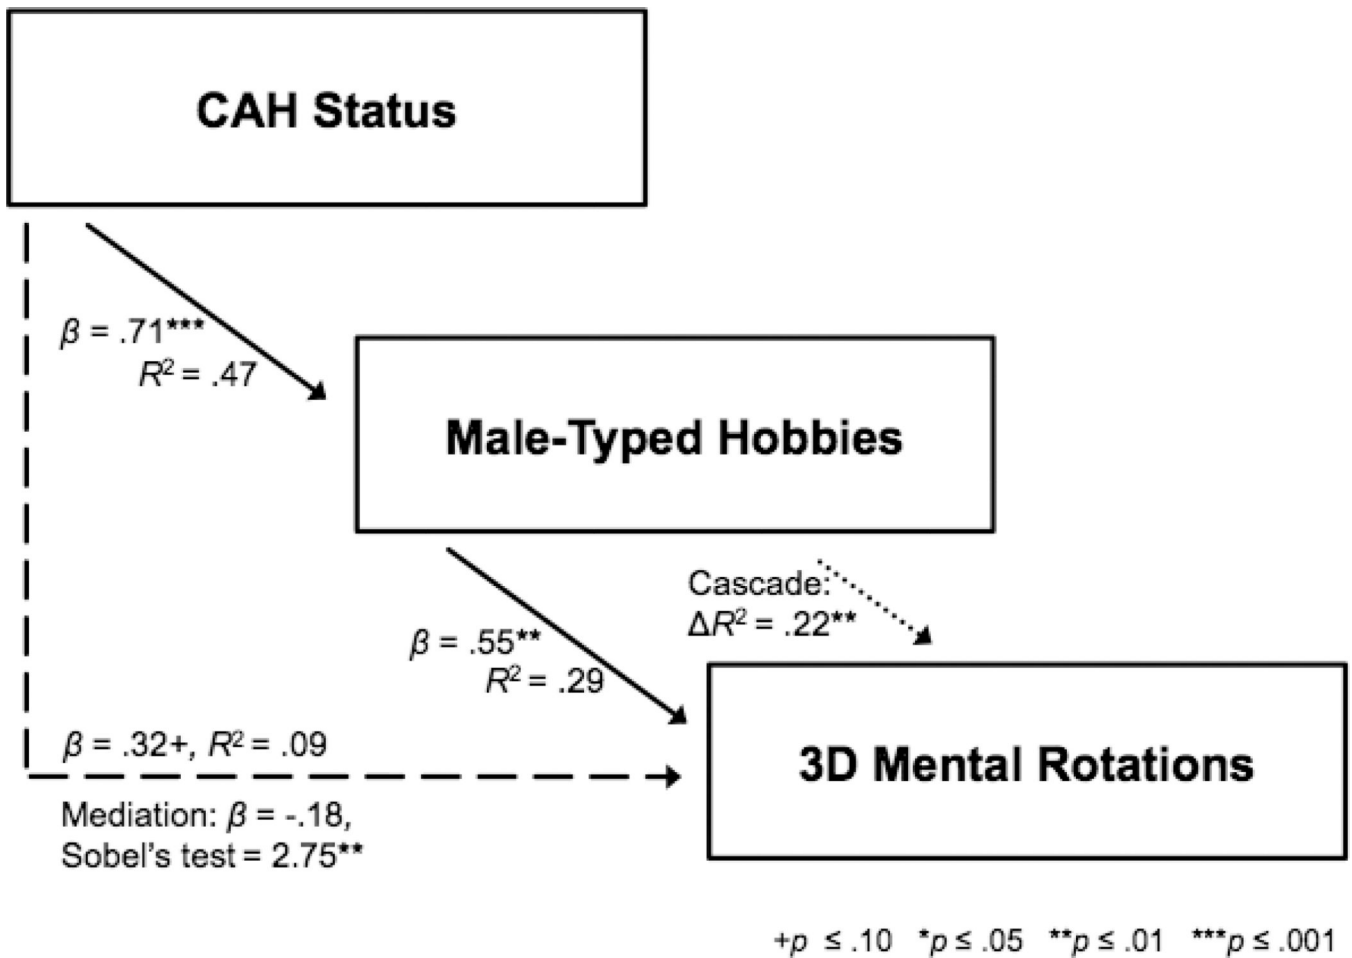 CAH Status
β = .71***
R² = .47
Male-Typed Hobbies
Cascade:
ΔR² = .22**
β = .55**
R² = .29
β = .32+, R² = .09
3D Mental Rotations
Mediation: β = -.18,
Sobel's test = 2.75**
+p ≤ .10 *p ≤ .05 **p ≤ .01 ***p ≤ .001